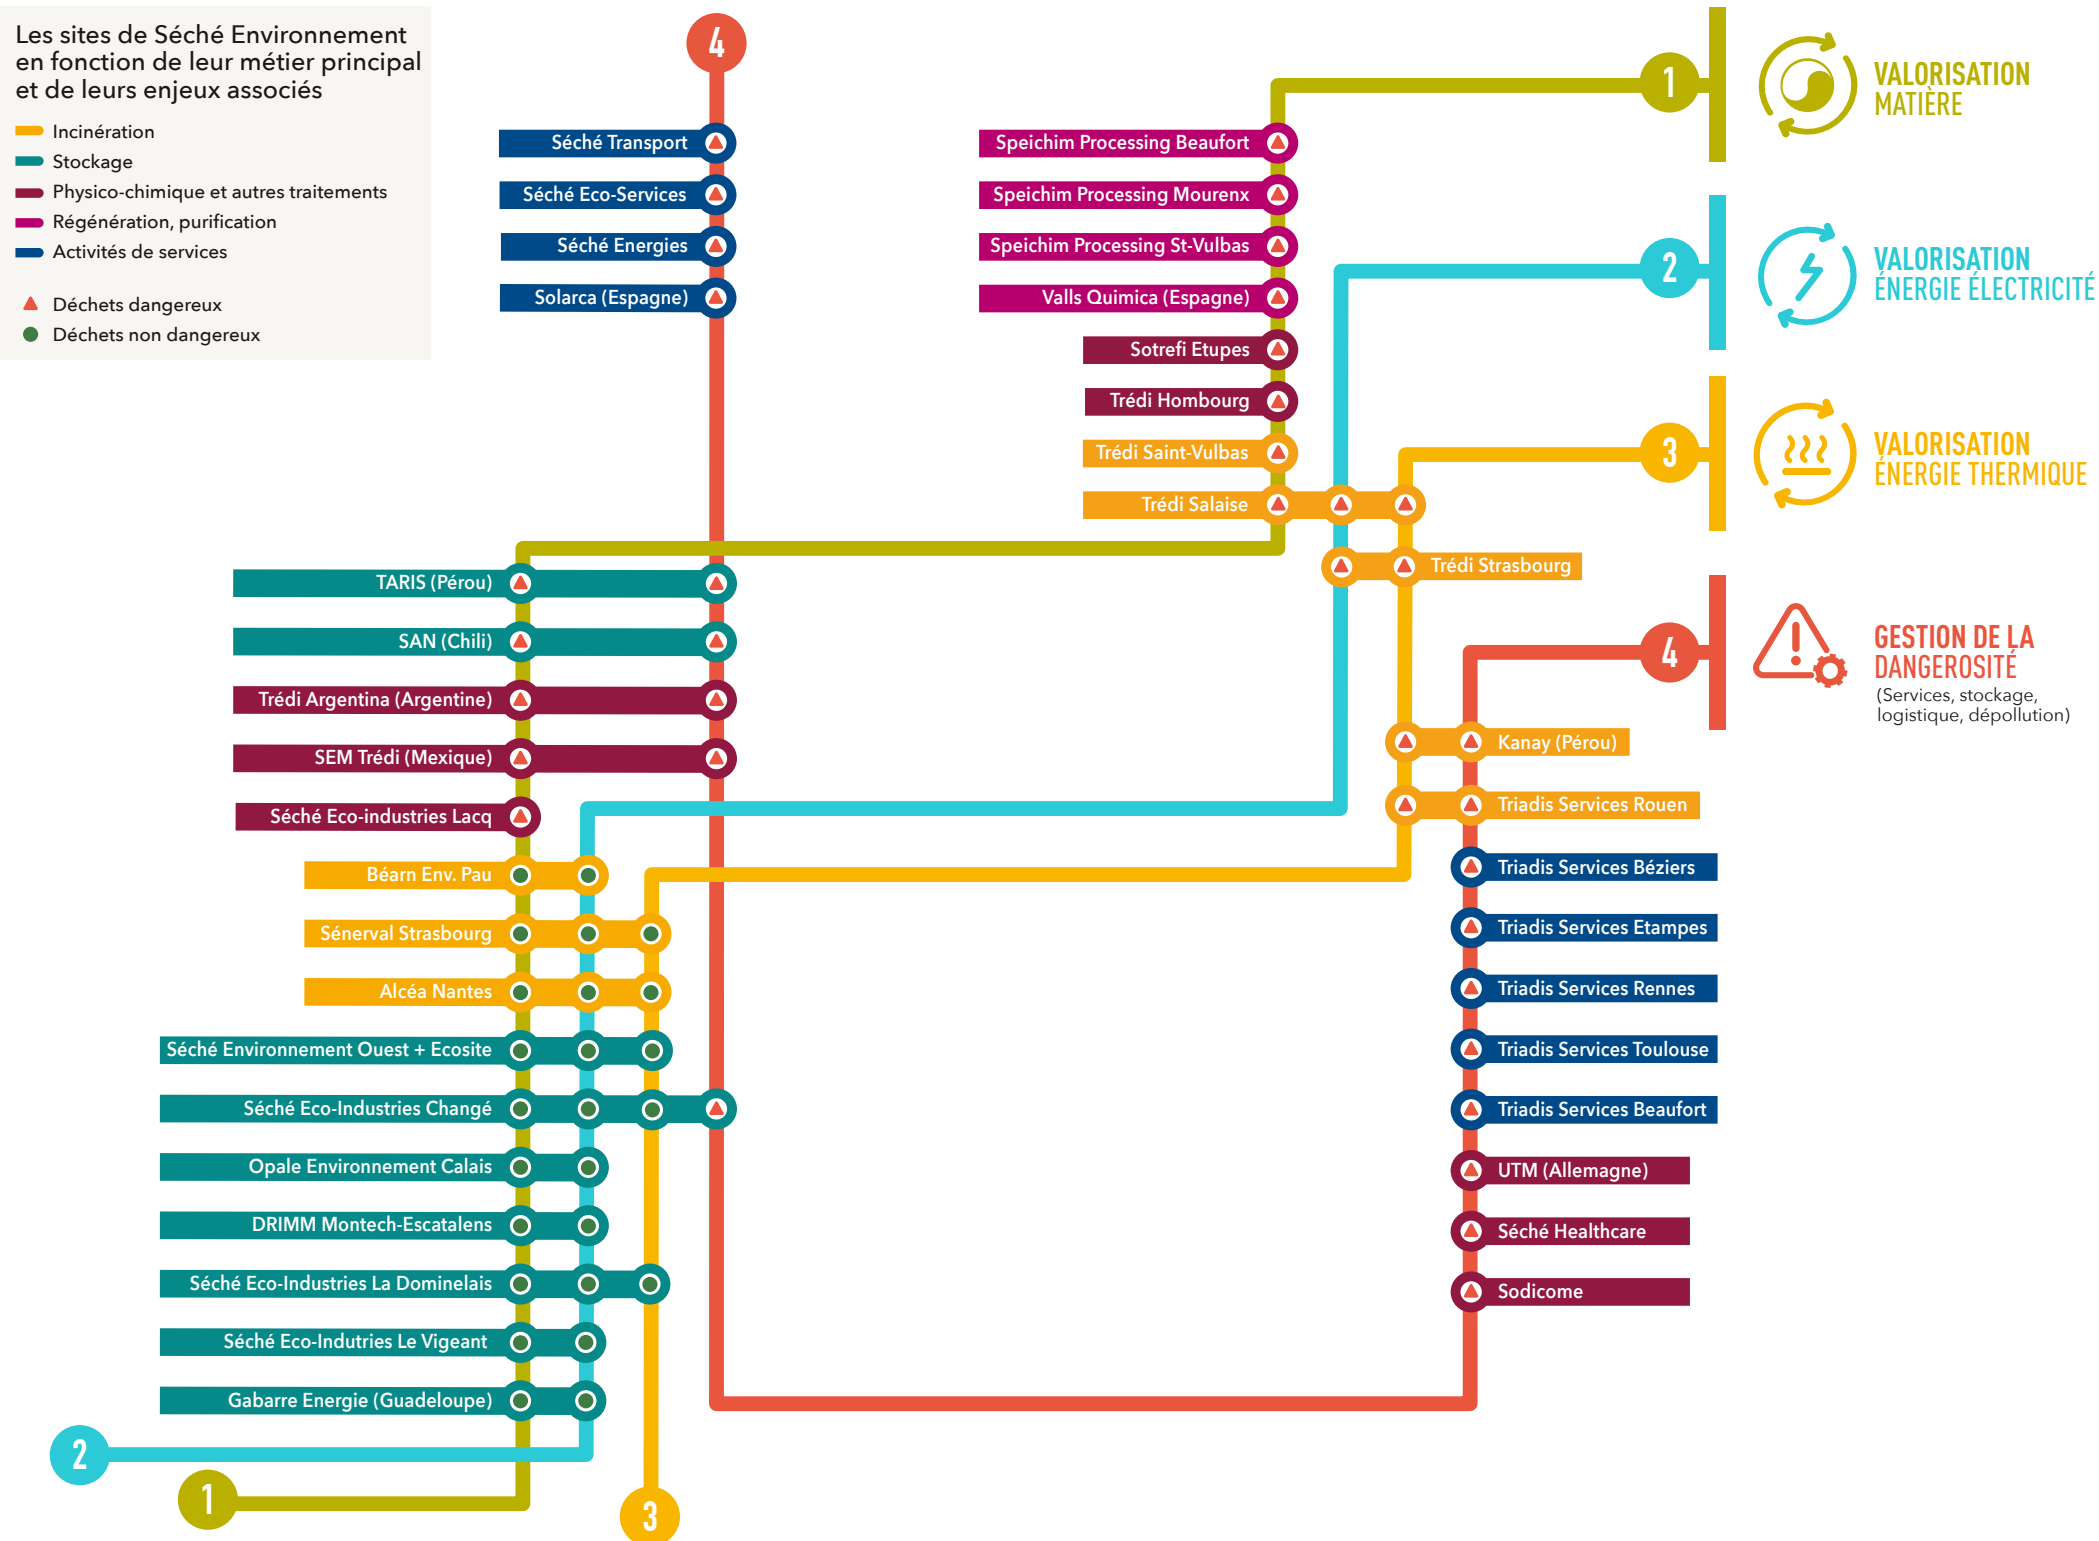 Les sites de Séché Environnement
en fonction de leur métier principal
et de leurs enjeux associés
Incinération
Stockage
Physico-chimique et autres traitements
Régénération, purification
Activités de services
Déchets dangereux
Déchets non dangereux
4
Séché Transport
Séché Eco-Services
Séché Energies
Solarca (Espagne)
Speichim Processing Beaufort
Speichim Processing Mourenx
Speichim Processing St-Vulbas
Valls Quimica (Espagne)
Sotrefi Etupes
Trédi Hombourg
Trédi Saint-Vulbas
Trédi Salaise
Trédi Strasbourg
1
VALORISATION
MATIÈRE
2
VALORISATION
ÉNERGIE ÉLECTRICITÉ
3
VALORISATION
ÉNERGIE THERMIQUE
4
GESTION DE LA
DANGEROSITÉ
(Services, stockage,
logistique, dépollution)
TARIS (Pérou)
SAN (Chili)
Trédi Argentina (Argentine)
SEM Trédi (Mexique)
Séché Eco-industries Lacq
Béarn Env. Pau
Sénerval Strasbourg
Alcéa Nantes
Séché Environnement Ouest + Ecosite
Séché Eco-Industries Changé
Opale Environnement Calais
DRIMM Montech-Escatalens
Séché Eco-Industries La Dominelais
Séché Eco-Indutries Le Vigeant
Gabarre Energie (Guadeloupe)
Kanay (Pérou)
Triadis Services Rouen
Triadis Services Béziers
Triadis Services Etampes
Triadis Services Rennes
Triadis Services Toulouse
Triadis Services Beaufort
UTM (Allemagne)
Séché Healthcare
Sodicome
2
1
3